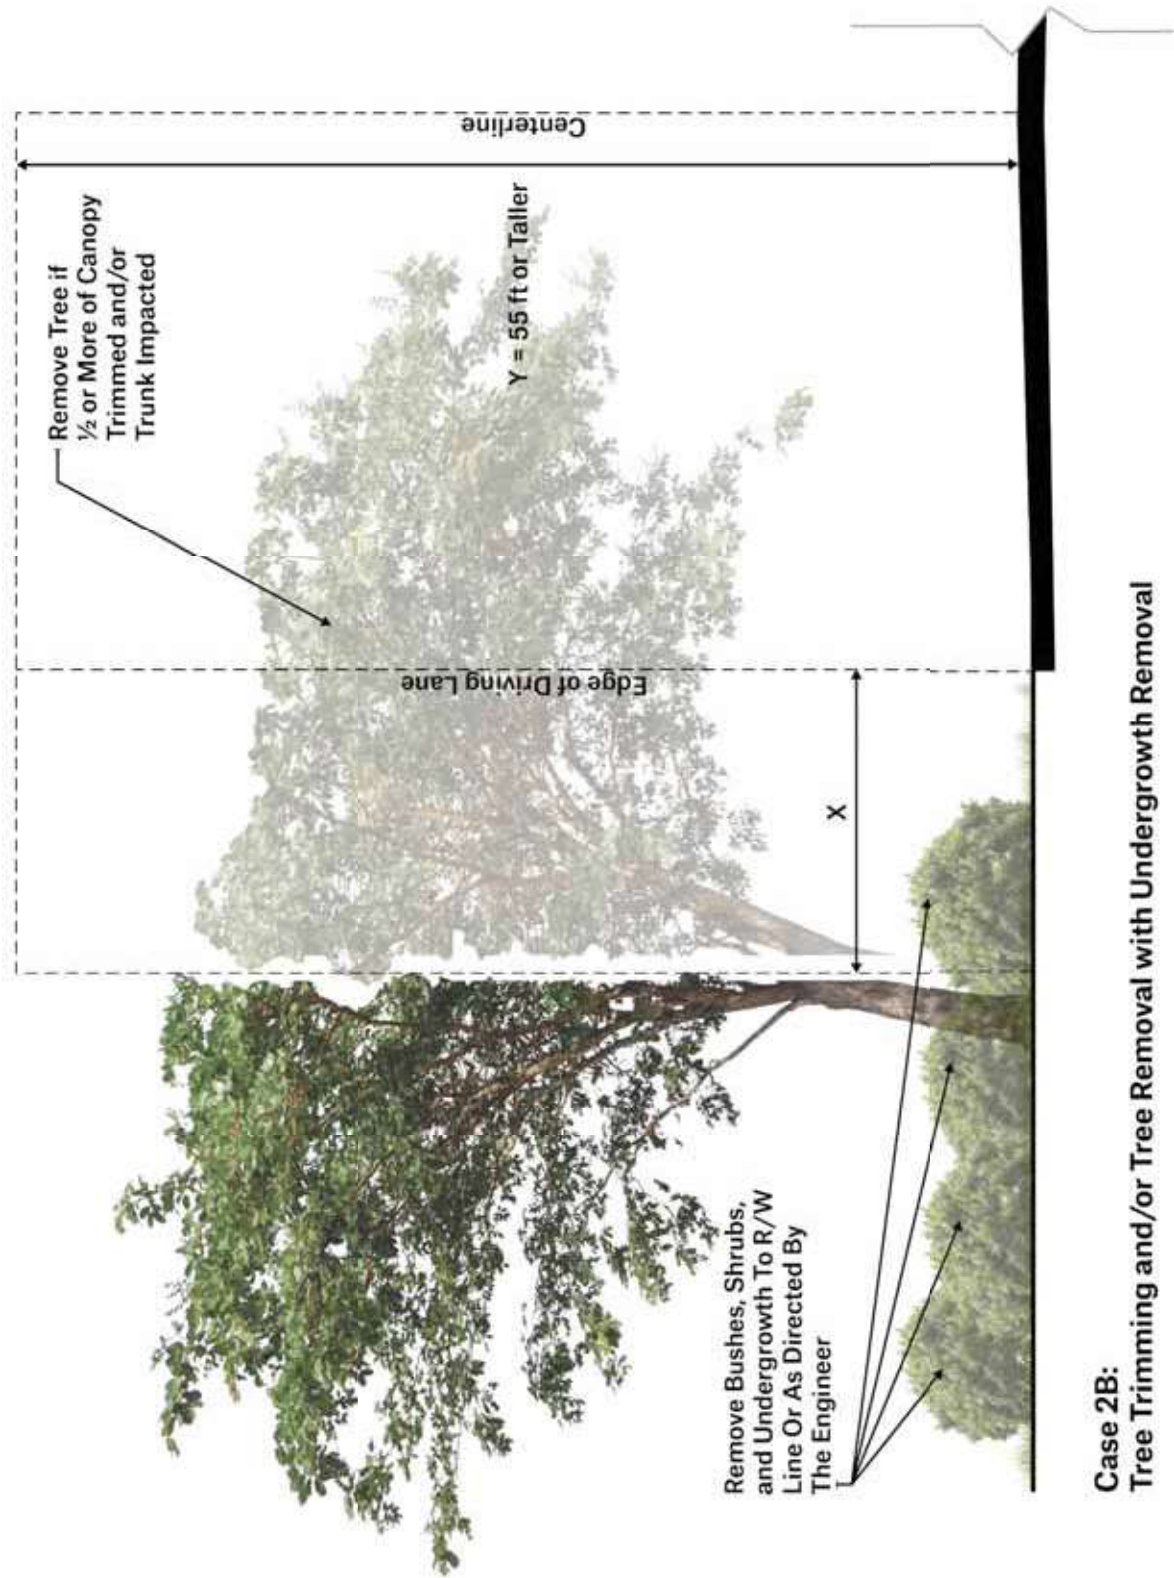 Remove Tree if
½ or More of Canopy
Trimmed and/or
Trunk Impacted
Centerline
Y = 55 ft or Taller
Edge of Driving Lane
X
Remove Bushes, Shrubs,
and Undergrowth To R/W
Line Or As Directed By
The Engineer
Case 2B:
Tree Trimming and/or Tree Removal with Undergrowth Removal